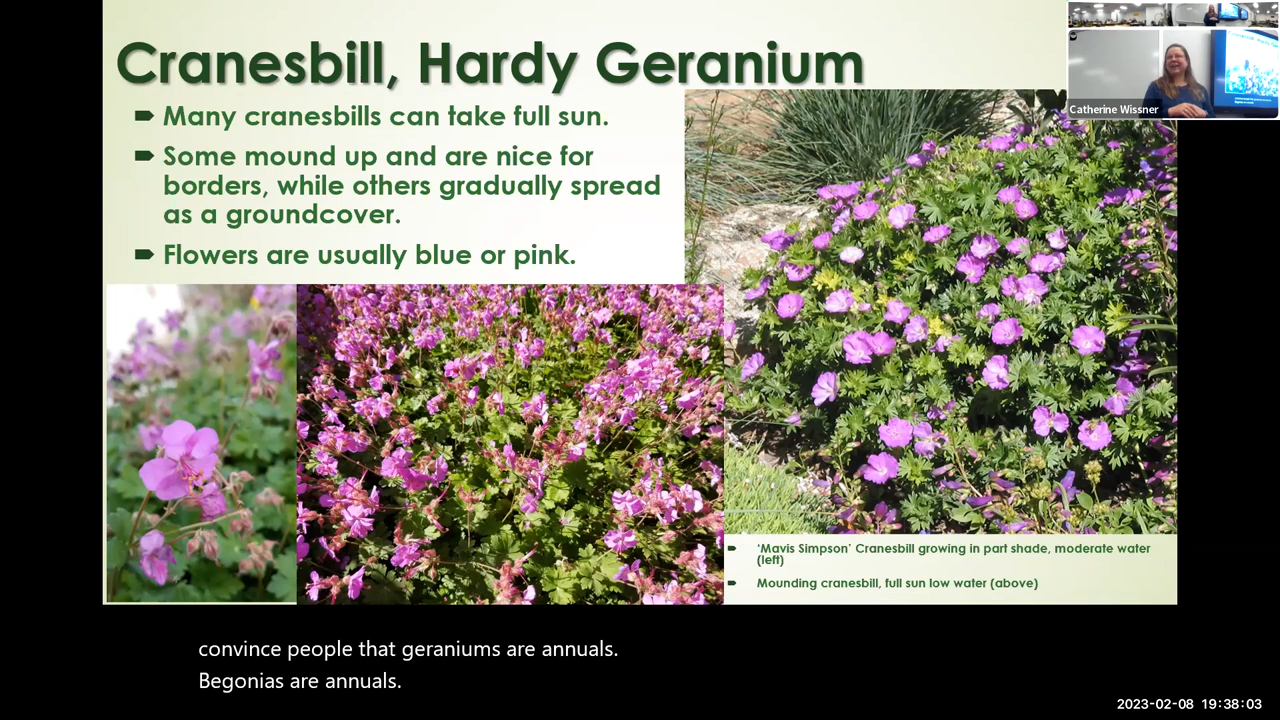 Cranesbill, Hardy Geranium
Many cranesbills can take full sun.
Some mound up and are nice for
borders, while others gradually spread
as a groundcover.
Flowers are usually blue or pink.
Catherine Wissner
‘Mavis Simpson’ Cranesbill growing in part shade, moderate water
(left)
Mounding cranesbill, full sun low water (above)
convince people that geraniums are annuals.
Begonias are annuals.
2023-02-08 19:38:03